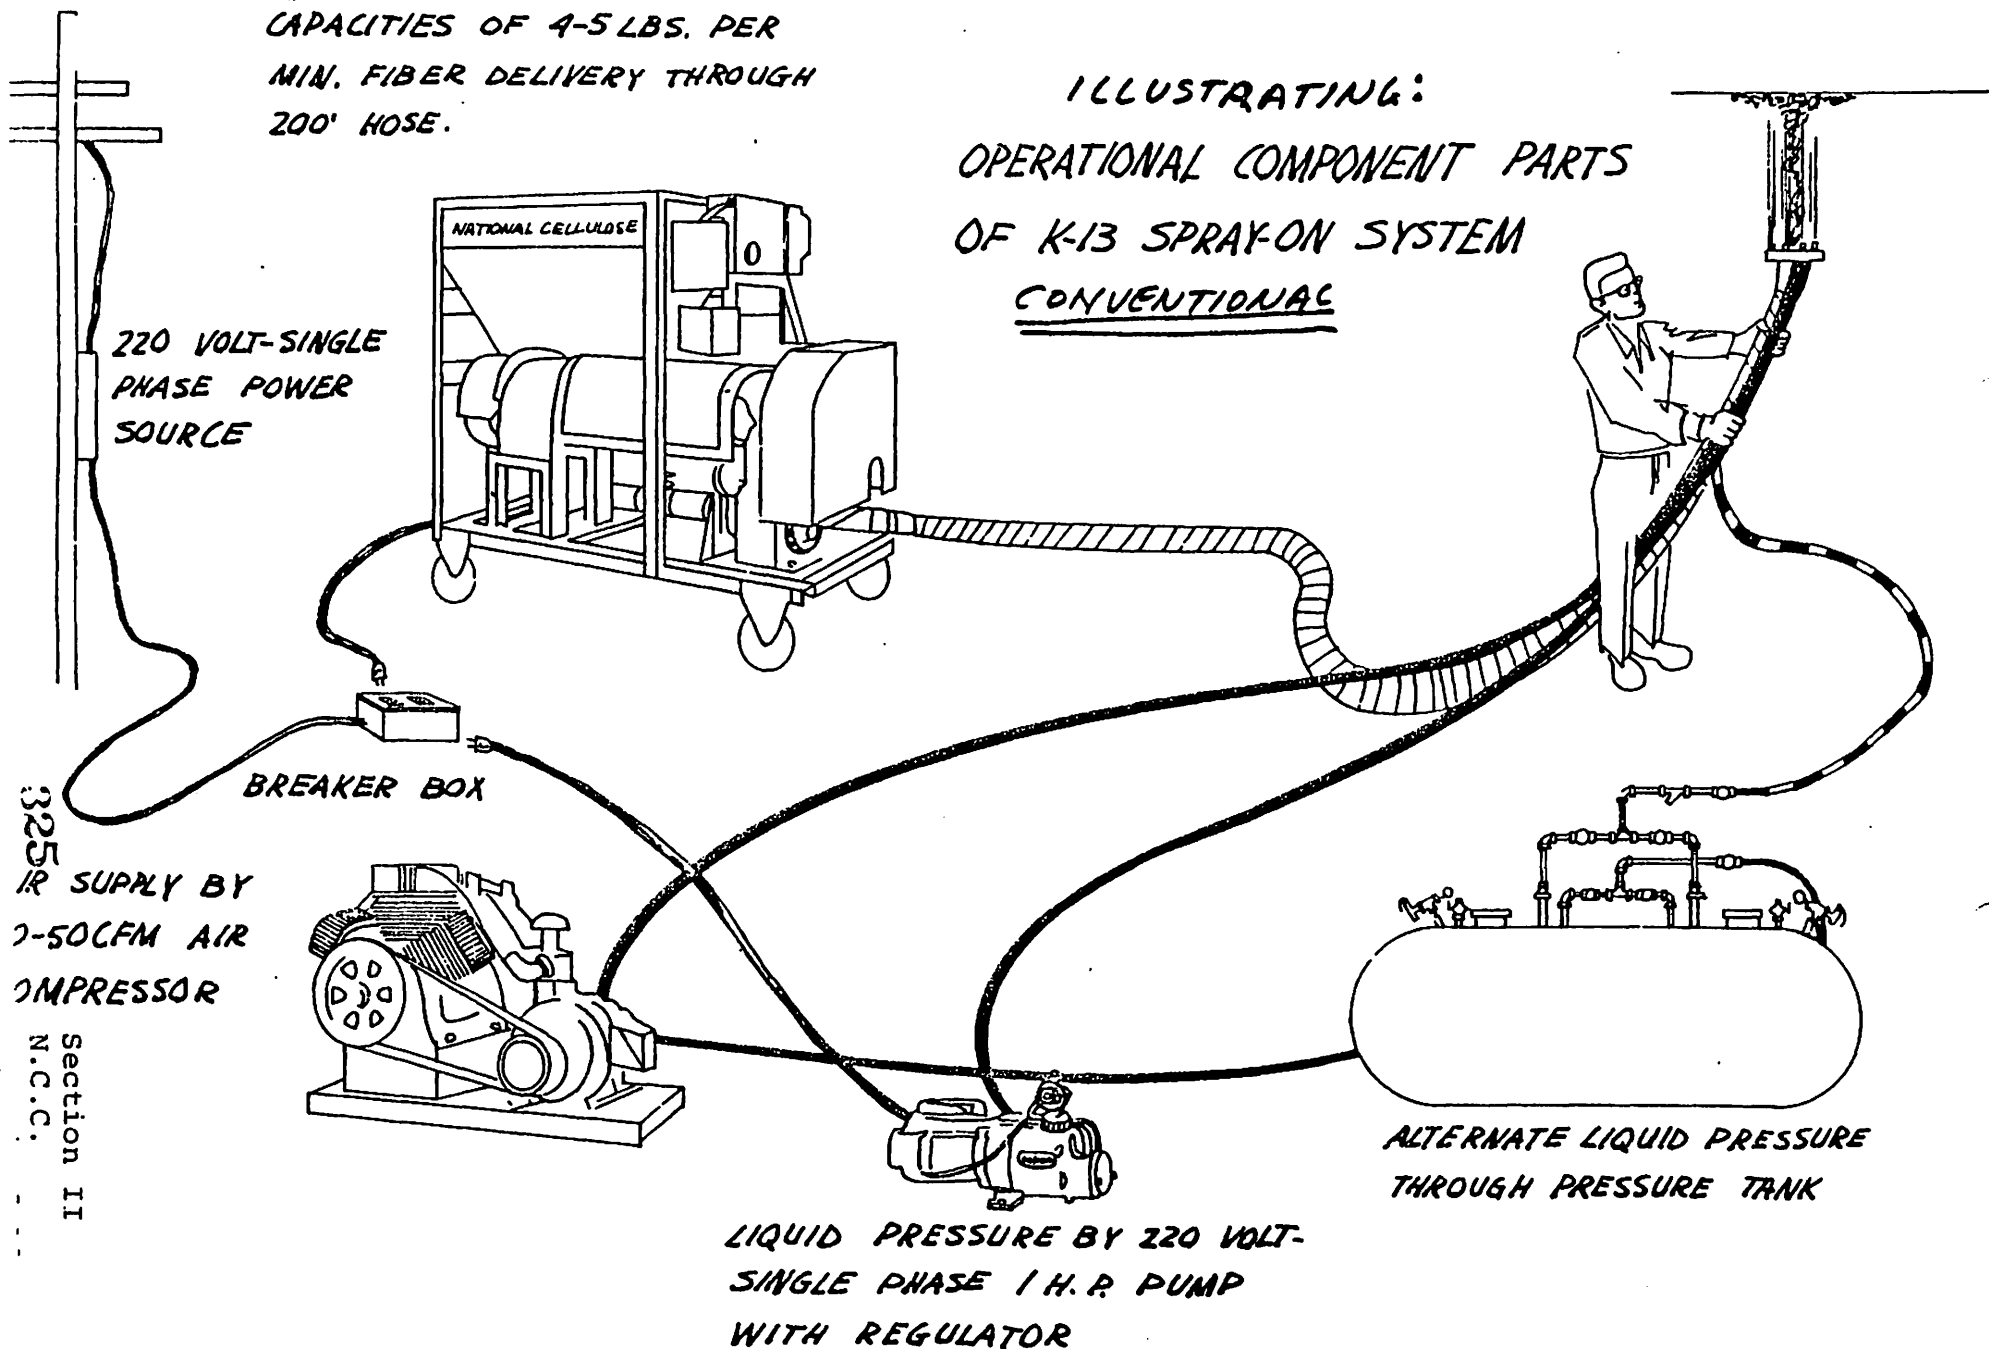 CAPACITIES OF 4-5 LBS. PER
MIN. FIBER DELIVERY THROUGH
200' HOSE.
ILLUSTRATING:
OPERATIONAL COMPONENT PARTS
OF K-13 SPRAY-ON SYSTEM
CONVENTIONAL
NATIONAL CELLULOSE
220 VOLT-SINGLE
PHASE POWER
SOURCE
BREAKER BOX
325
SUPPLY BY
-50CFM AIR
OMPRESSOR
Section II
N.C.C.
ALTERNATE LIQUID PRESSURE
THROUGH PRESSURE TANK
LIQUID PRESSURE BY 220 VOLT-
SINGLE PHASE 1 H.P. PUMP
WITH REGULATOR